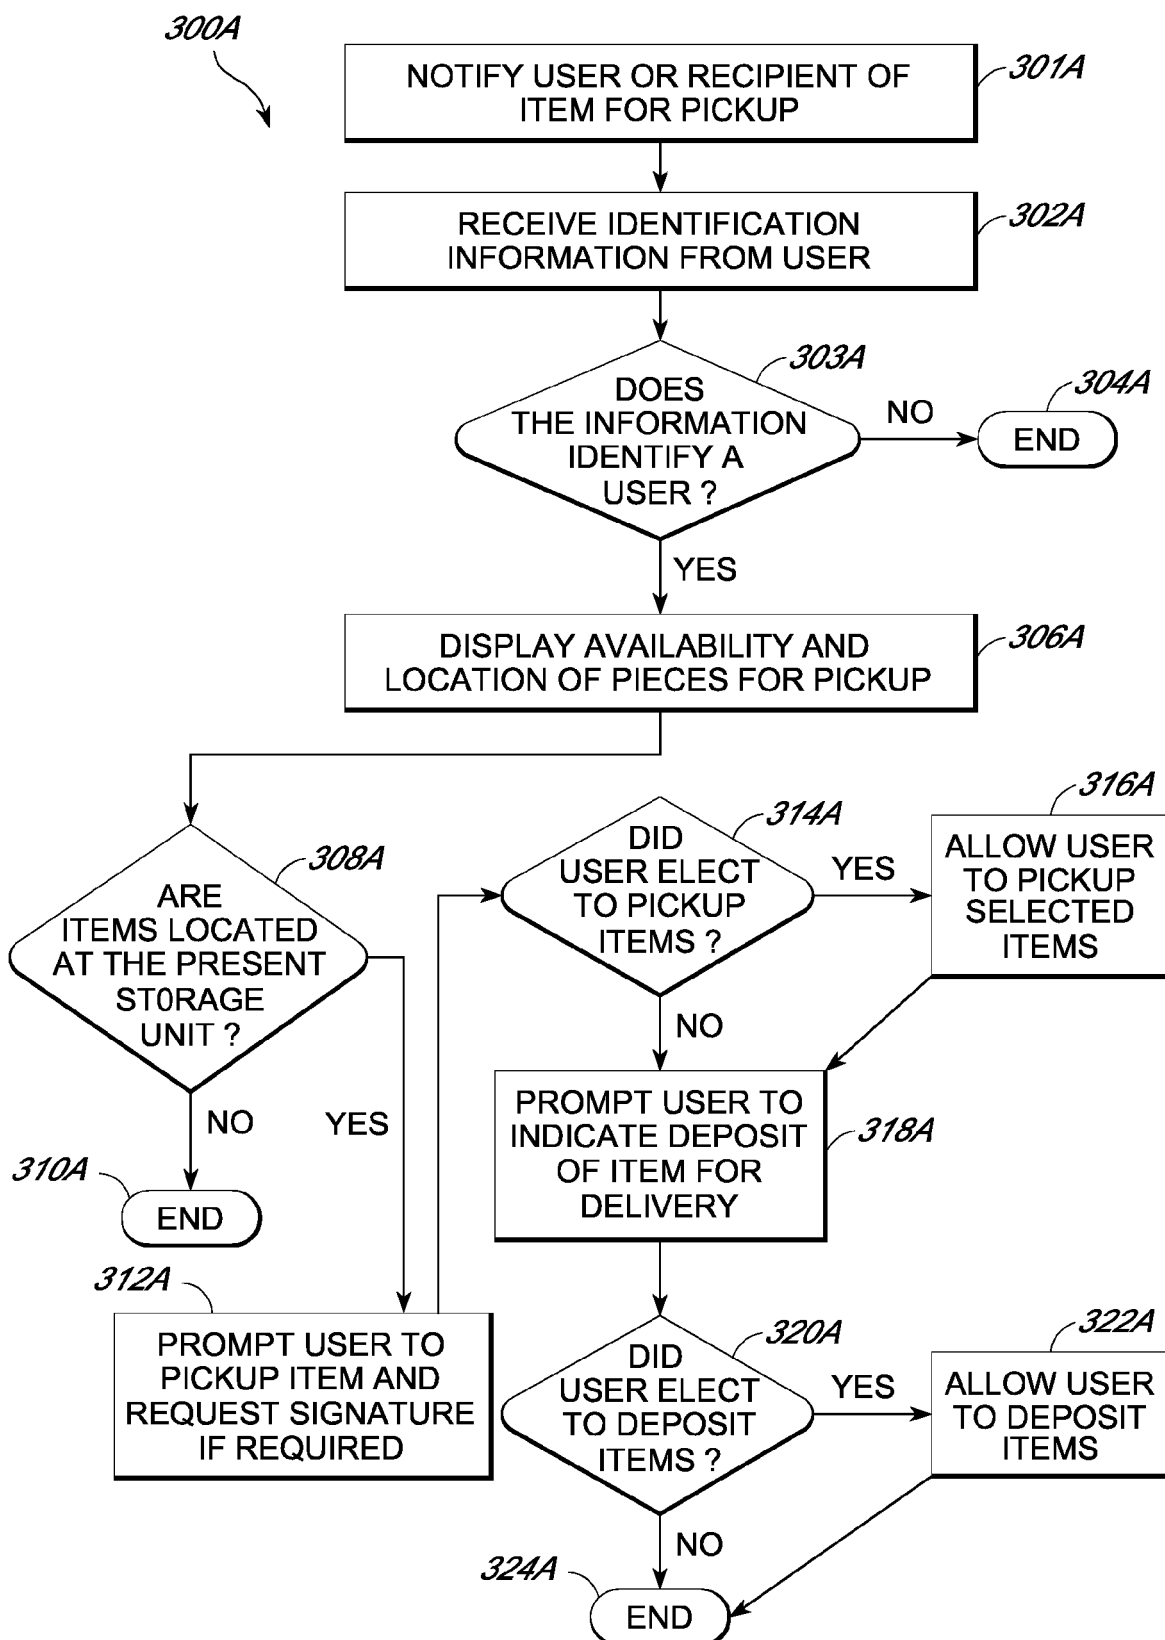 300A
NOTIFY USER OR RECIPIENT OF
ITEM FOR PICKUP
301A
RECEIVE IDENTIFICATION
INFORMATION FROM USER
302A
303A
DOES
THE INFORMATION
IDENTIFY A
USER ?
NO
304A
END
YES
DISPLAY AVAILABILITY AND
LOCATION OF PIECES FOR PICKUP
306A
308A
ARE
ITEMS LOCATED
AT THE PRESENT
ST0RAGE
UNIT ?
NO
YES
310A
END
312A
PROMPT USER TO
PICKUP ITEM AND
REQUEST SIGNATURE
IF REQUIRED
314A
DID
USER ELECT
TO PICKUP
ITEMS ?
YES
316A
ALLOW USER
TO PICKUP
SELECTED
ITEMS
NO
PROMPT USER TO
INDICATE DEPOSIT
OF ITEM FOR
DELIVERY
318A
320A
DID
USER ELECT
TO DEPOSIT
ITEMS ?
YES
322A
ALLOW USER
TO DEPOSIT
ITEMS
NO
324A
END